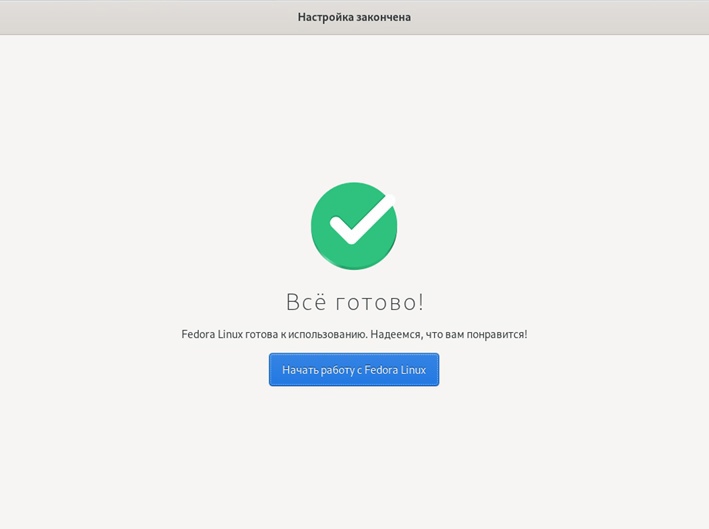 Настройка закончена
Всё готово!
Fedora Linux готова к использованию. Надеемся, что вам понравится!
Начать работу с Fedora Linux